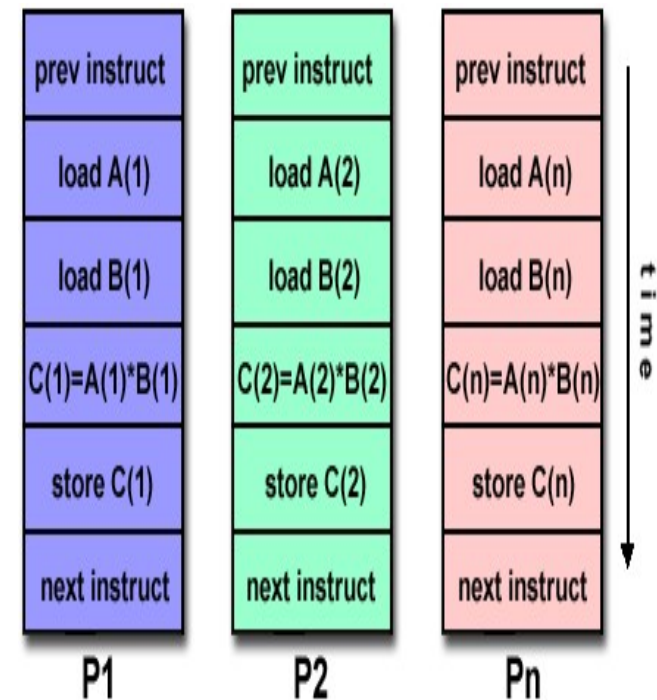 prev instruct
load A(1)
load B(1)
C(1)=A(1)*B(1)
store C(1)
next instruct
P1
prev instruct
load A(2)
load B(2)
C(2)=A(2)*B(2)
store C(2)
next instruct
P2
prev instruct
load A(n)
load B(n)
C(n)=A(n)*B(n)
store C(n)
next instruct
Pn
time